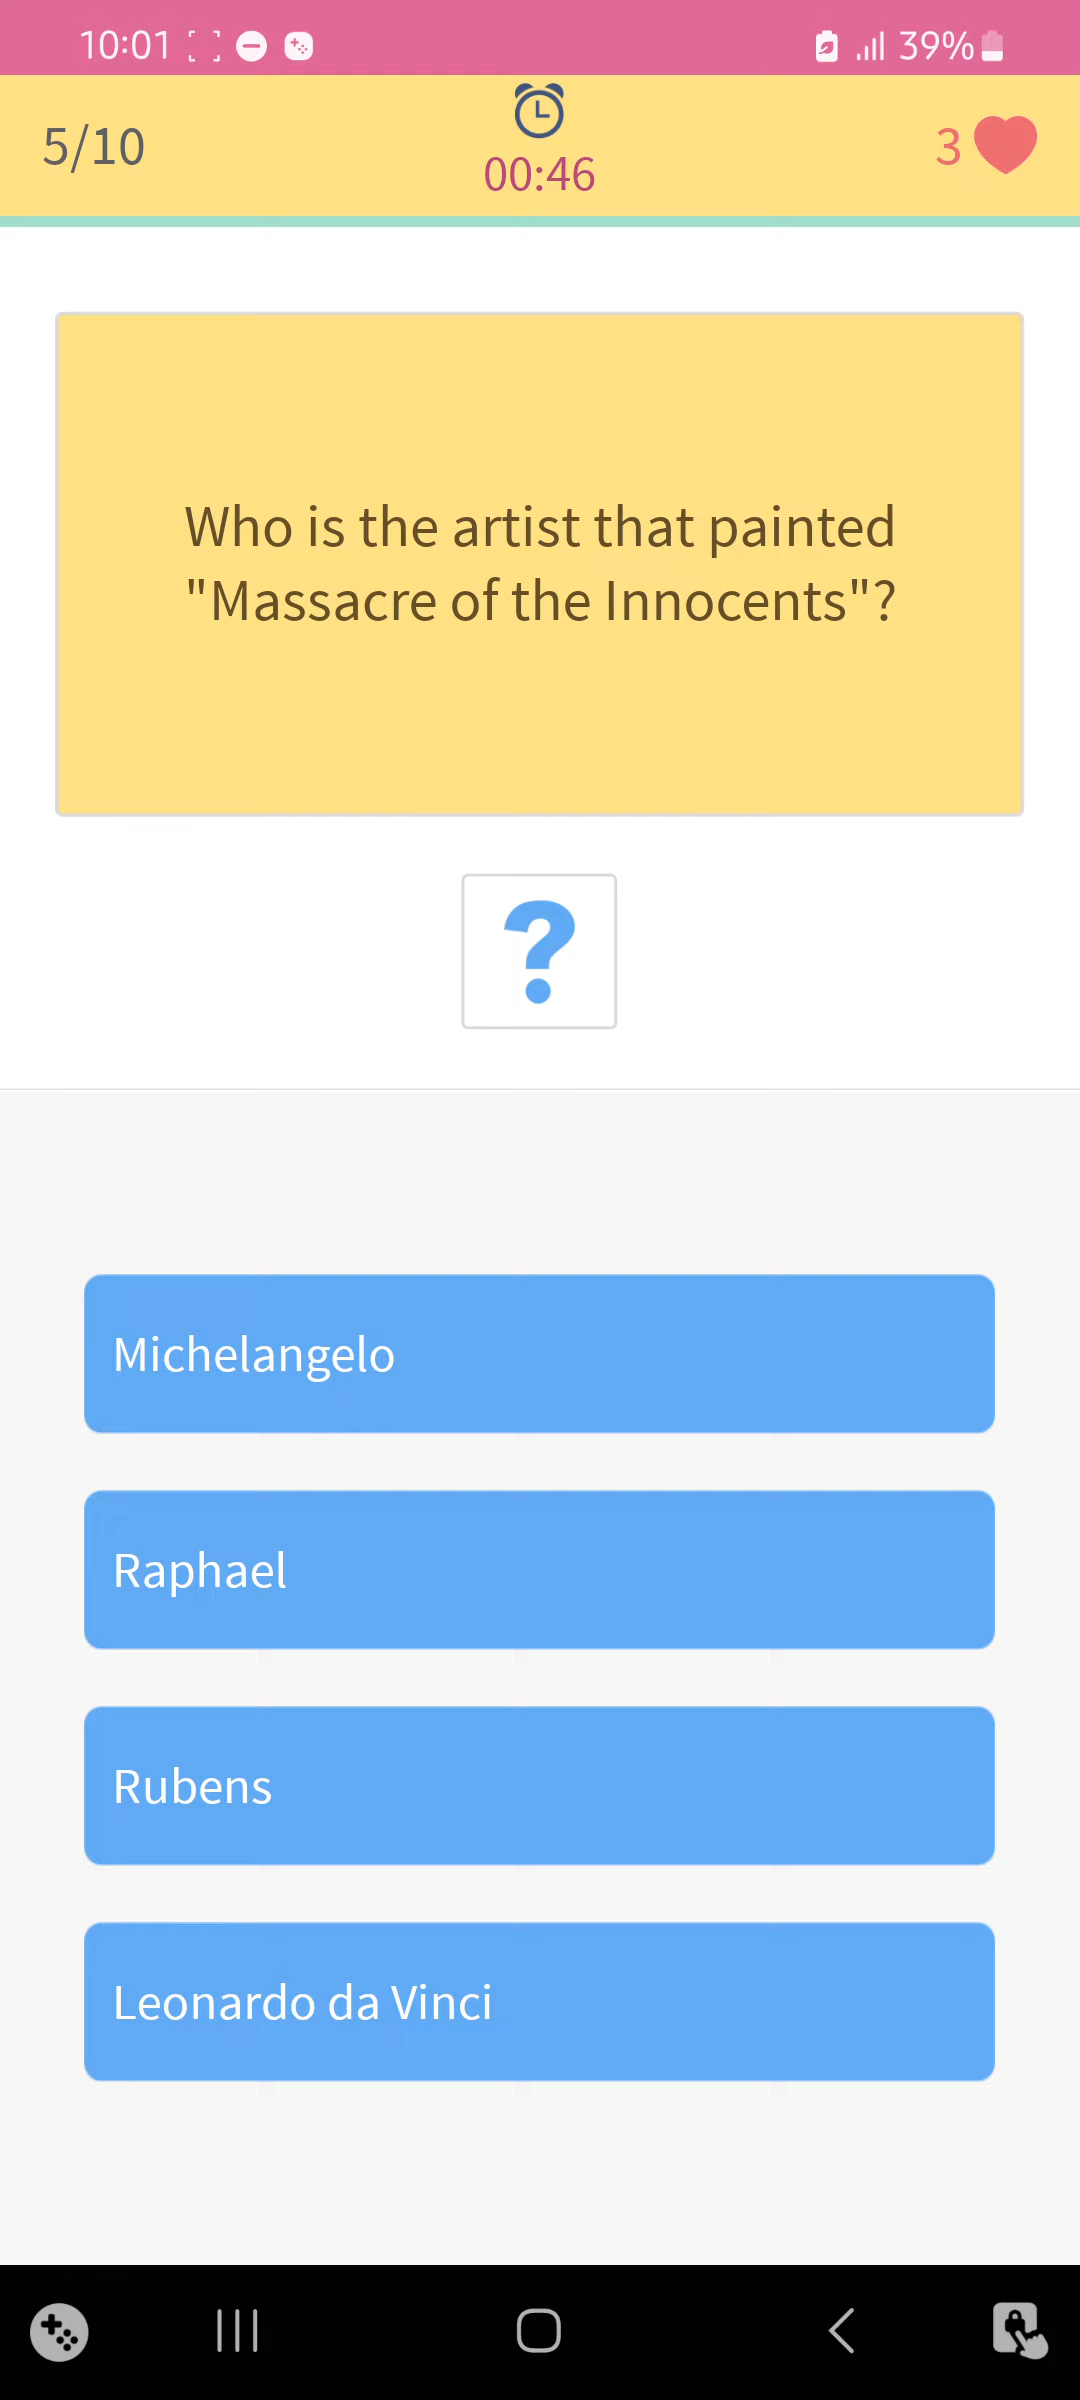 10:01
39%
5/10
00:46
3
Who is the artist that painted
"Massacre of the Innocents"?
?
Michelangelo
Raphael
Rubens
Leonardo da Vinci